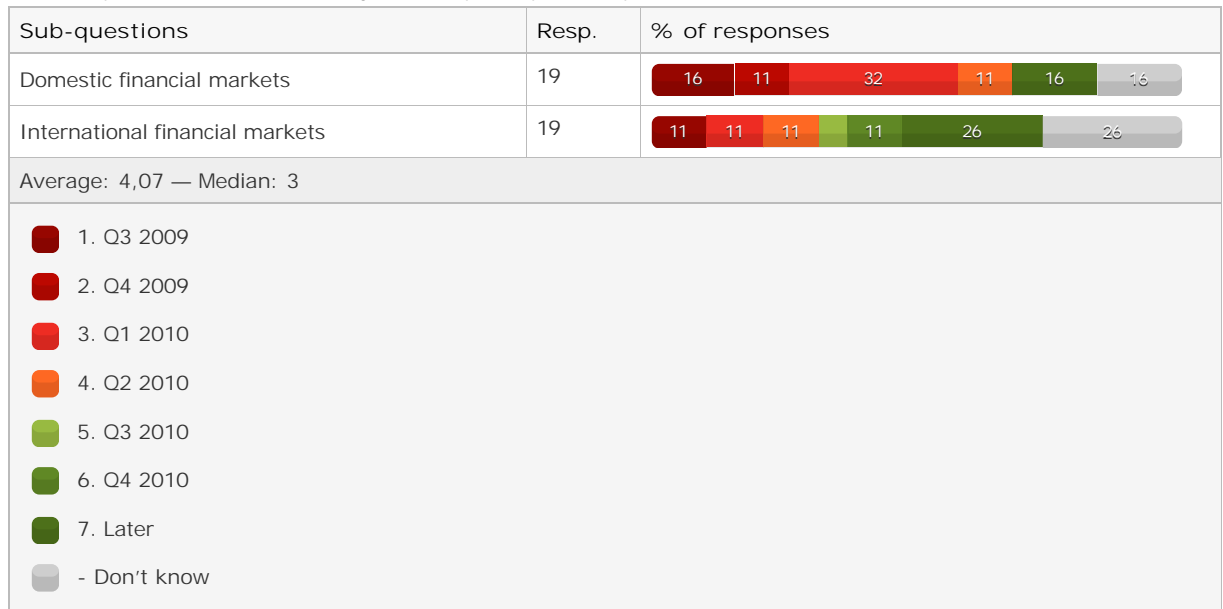 Sub-questions Resp. % of responses
Domestic financial markets 19 16 11 32 11 16 16
International financial markets 19 11 11 11 11 26 26
Average: 4,07 — Median: 3
1. Q3 2009
2. Q4 2009
3. Q1 2010
4. Q2 2010
5. Q3 2010
6. Q4 2010
7. Later
- Don't know